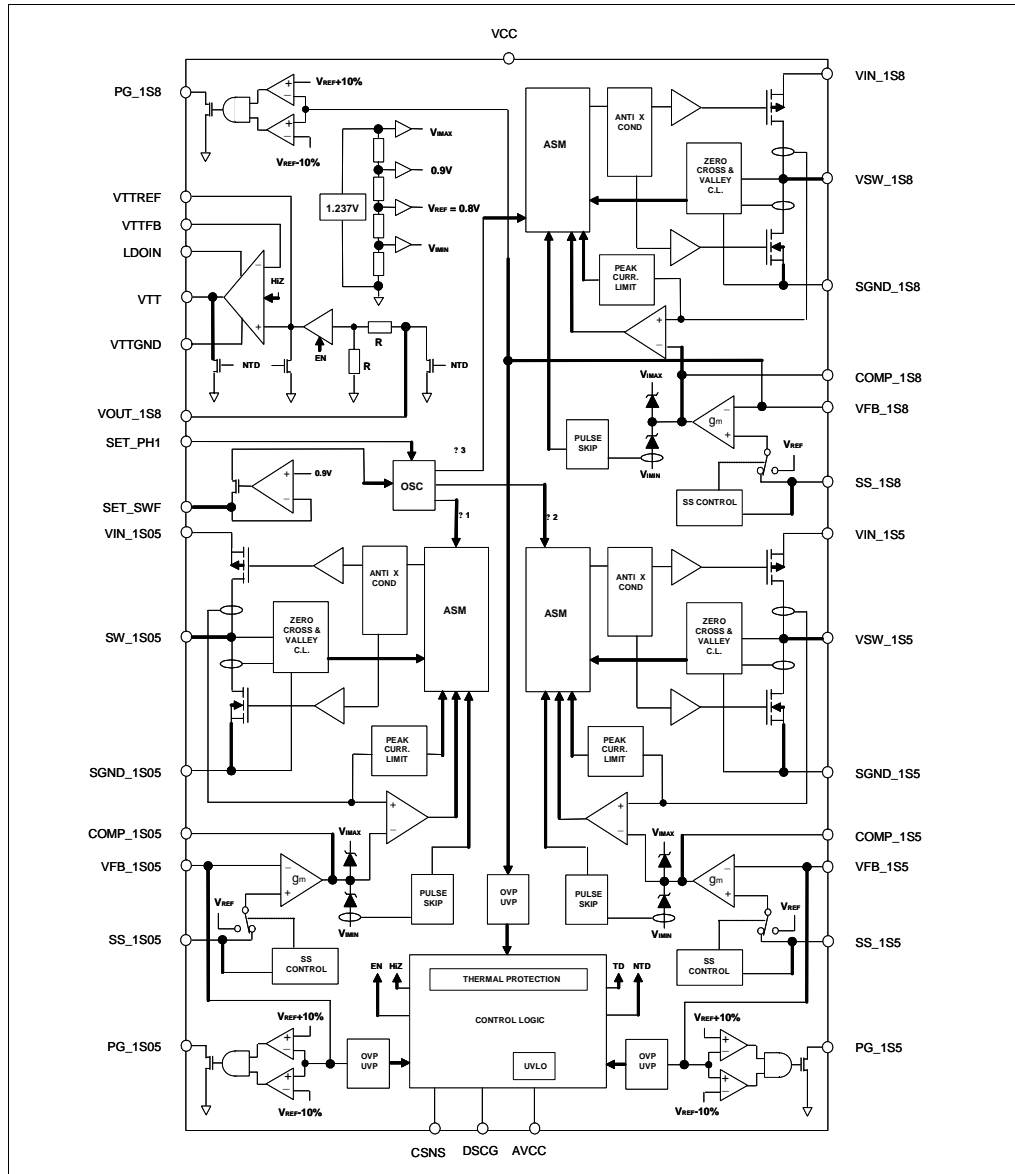 VCC
PG_1S8
VREF+10%
VREF-10%
VIMAX
0.9V
1.237V
VREF = 0.8V
VIMIN
VTTREF
VTTFB
LDOIN
HiZ
VTT
VTTGND
NTD
EN
R
R
NTD
VOUT_1S8
SET_PH1
? 3
OSC
0.9V
SET_SWF
? 1
? 2
ASM
ANTI X
COND
ZERO
CROSS &
VALLEY
C.L.
PEAK
CURR.
LIMIT
VIN_1S8
VSW_1S8
SGND_1S8
COMP_1S8
VFB_1S8
SS_1S8
VIMAX
gm
PULSE
SKIP
VIMIN
VREF
SS CONTROL
VIN_1S05
SW_1S05
SGND_1S05
COMP_1S05
VFB_1S05
SS_1S05
ANTI X
COND
ASM
ZERO
CROSS &
VALLEY
C.L.
PEAK
CURR.
LIMIT
VIMAX
gm
VREF
VIMIN
PULSE
SKIP
SS
CONTROL
ASM
ANTI X
COND
ZERO
CROSS &
VALLEY
C.L.
PEAK
CURR.
LIMIT
VIN_1S5
VSW_1S5
SGND_1S5
COMP_1S5
VFB_1S5
SS_1S5
VIMAX
gm
PULSE
SKIP
VIMIN
VREF
SS
CONTROL
OVP
UVP
EN
HiZ
TD
NTD
THERMAL PROTECTION
CONTROL LOGIC
UVLO
PG_1S05
VREF+10%
VREF-10%
OVP
UVP
OVP
UVP
VREF+10%
VREF-10%
PG_1S5
CSNS
DSCG
AVCC